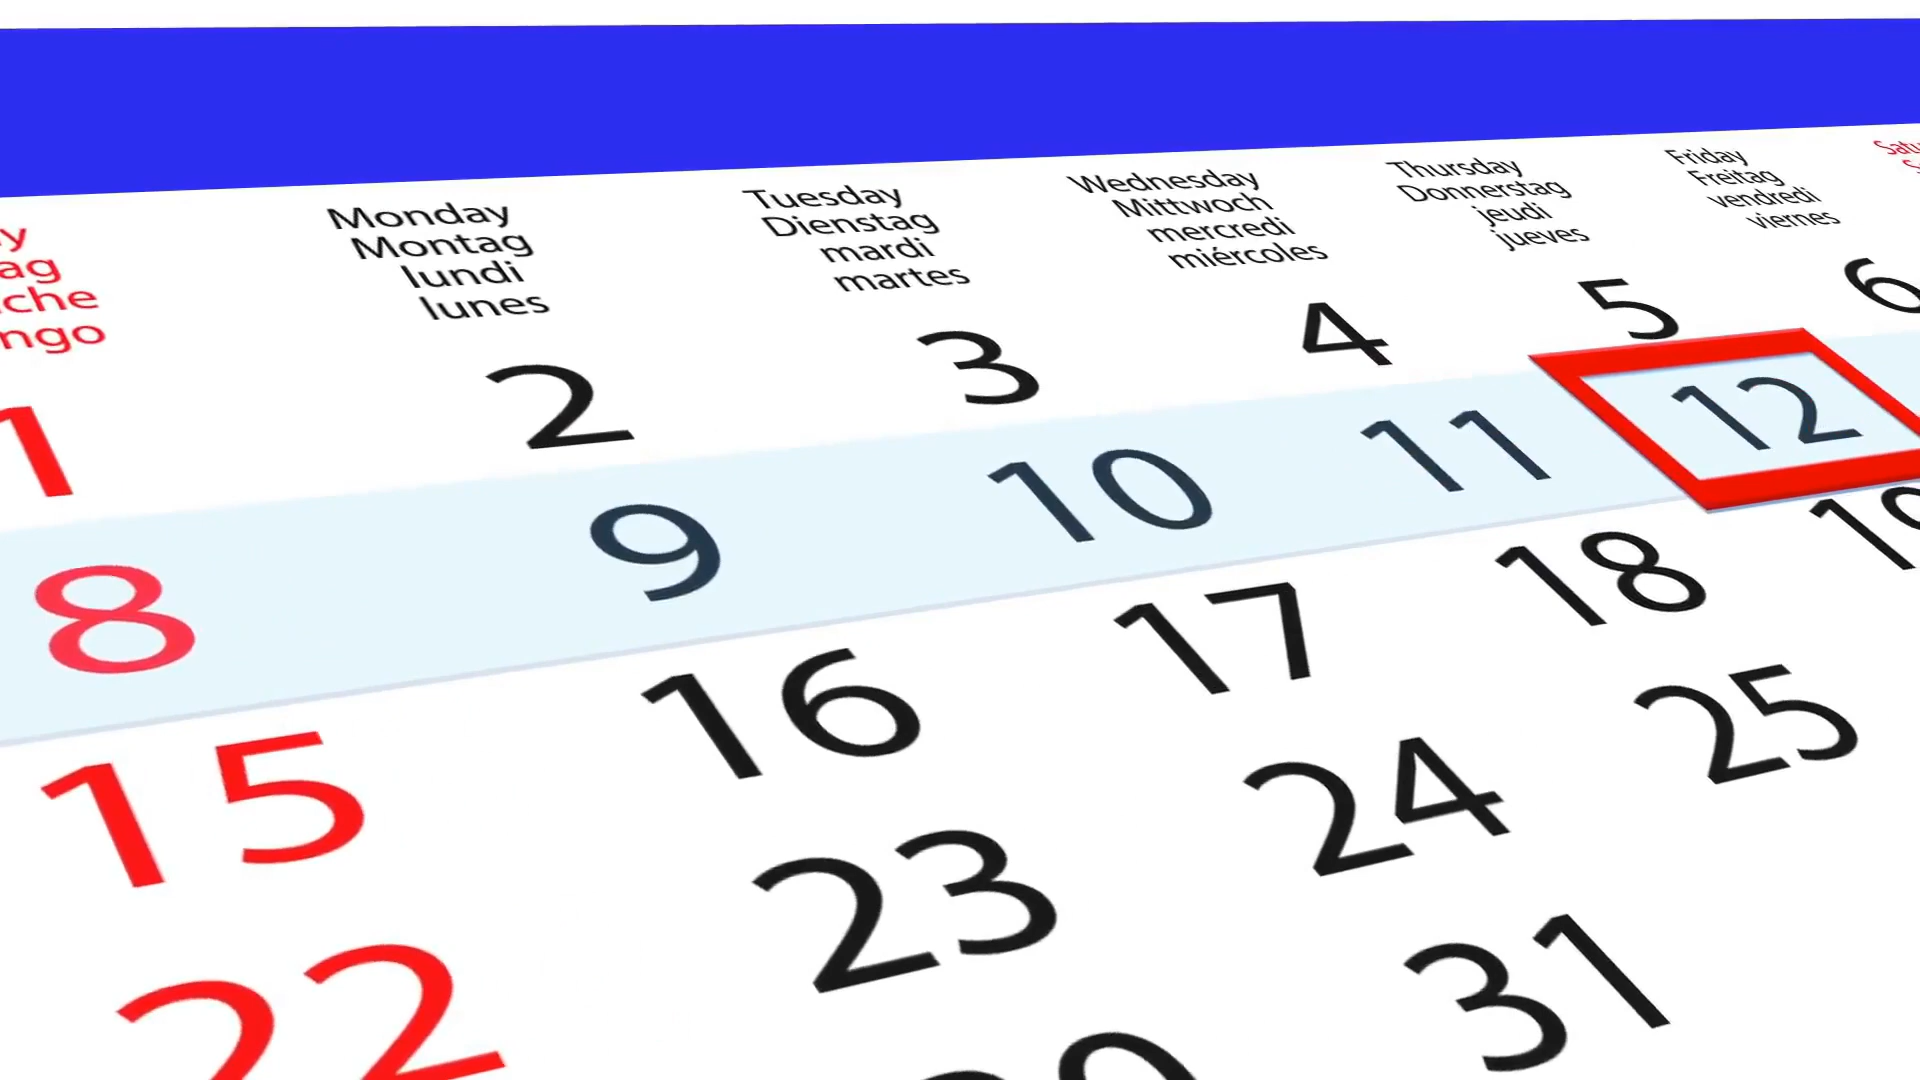 Monday
Montag
lundi
lunes
Tuesday
Dienstag
mardi
martes
Wednesday
Mittwoch
mercredi
miércoles
Thursday
Donnerstag
jeudi
jueves
Friday
Freitag
vendredi
viernes
1 2 3 4 5 6
8 9 10 11 12
15 16 17 18
22 23 24 25
31